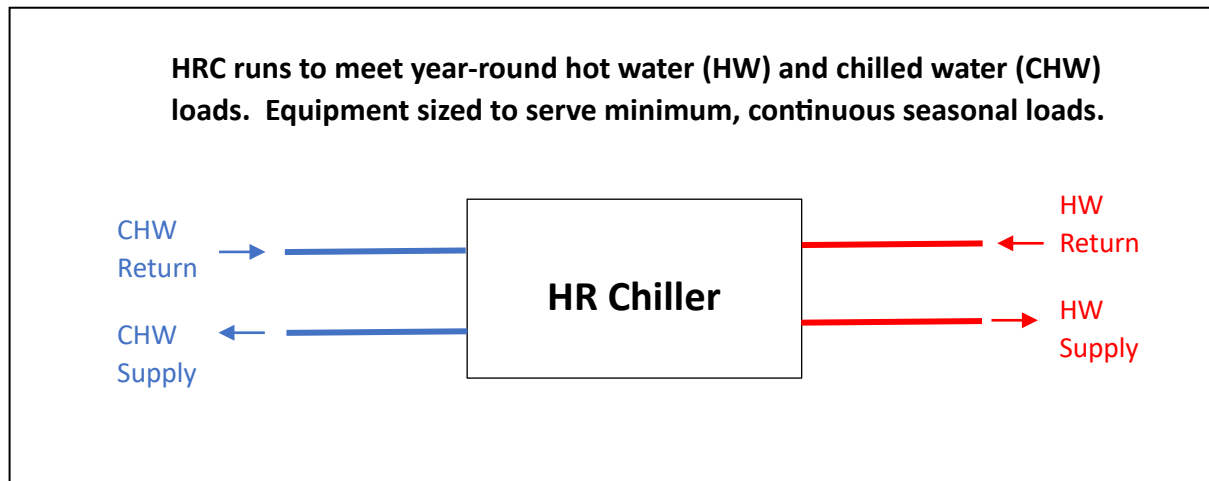 HRC runs to meet year-round hot water (HW) and chilled water (CHW)
loads.  Equipment sized to serve minimum, continuous seasonal loads.
CHW
Return
CHW
Supply
HR Chiller
HW
Return
HW
Supply